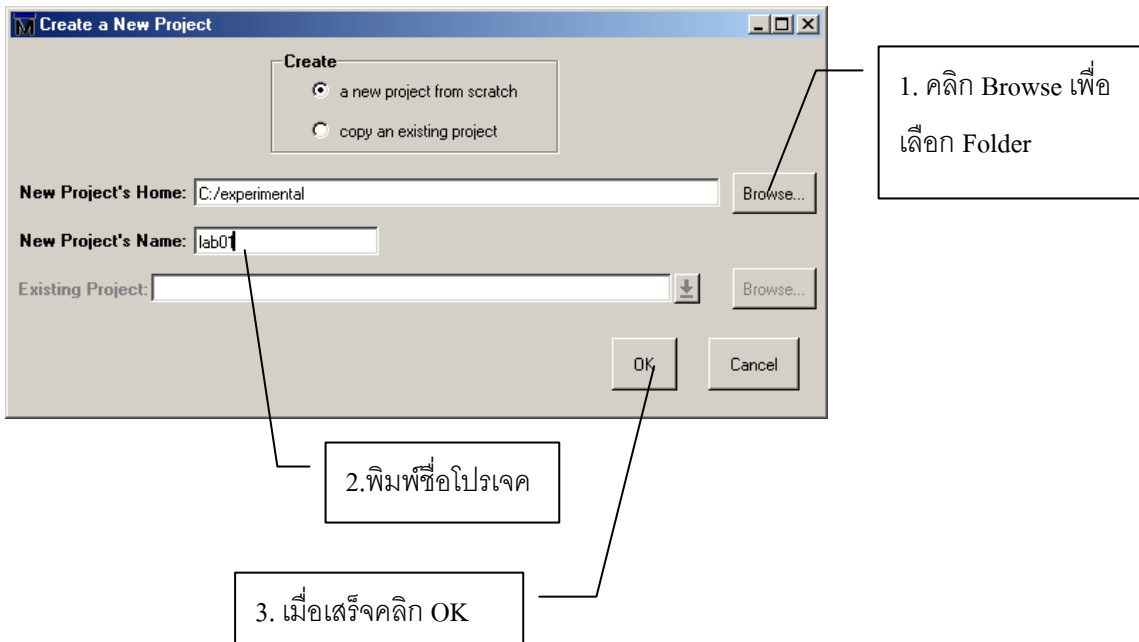 Create a New Project
Create
a new project from scratch
copy an existing project
New Project's Home: C:/experimental Browse...
New Project's Name: lab01
Existing Project: Browse...
OK Cancel
1. คลิก Browse เพื่อ
เลือก Folder
2.พิมพ์ชื่อโปรเจค
3. เมื่อเสร็จคลิก OK